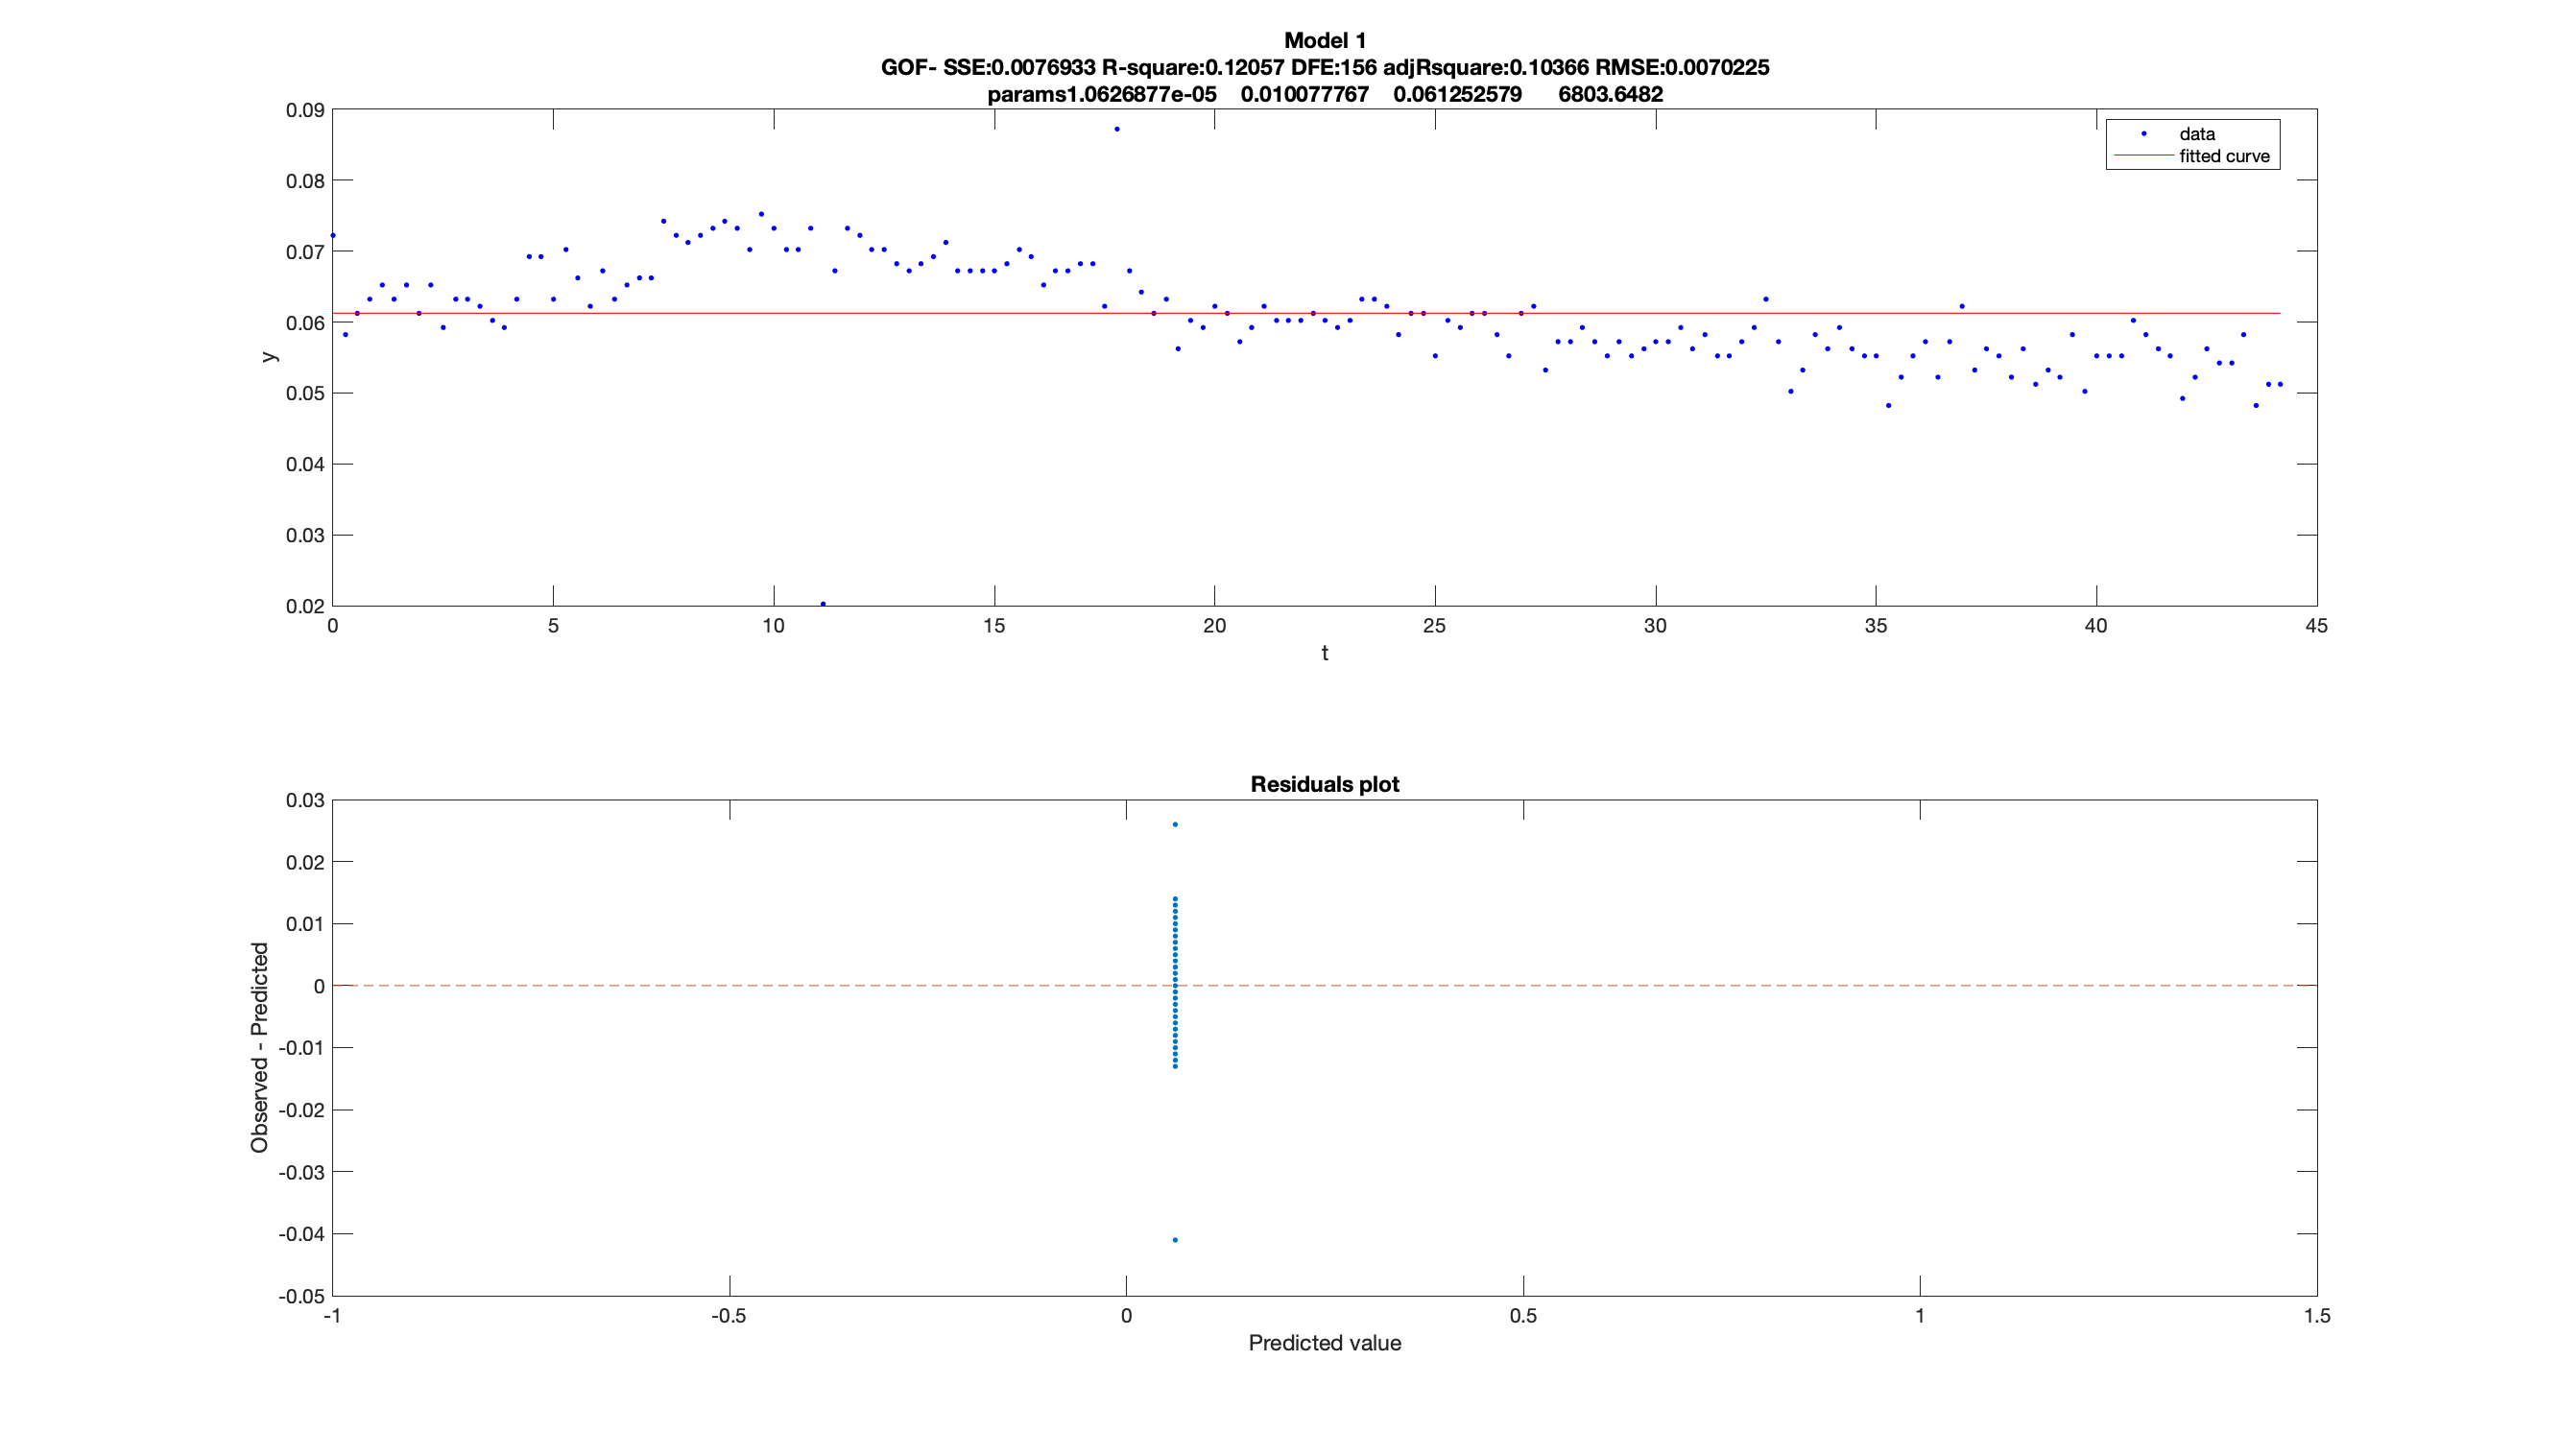 Model 1
GOF- SSE:0.0076933 R-square:0.12057 DFE:156 adjRsquare:0.10366 RMSE:0.0070225
params1.0626877e-05 0.010077767 0.061252579 6803.6482
0.09
0.08
0.07
0.06
0.05
0.04
0.03
0.02
y
data
fitted curve
0 5 10 15 20 25 30 35 40 45
t
Residuals plot
0.03
0.02
0.01
0
-0.01
-0.02
-0.03
-0.04
-0.05
Observed - Predicted
-1 -0.5 0 0.5 1 1.5
Predicted value